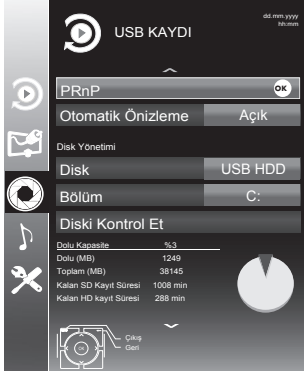 USB KAYDI
dd.mm.yyyy
hh:mm
PRnP
OK
Otomatik Önizleme Açık
Disk Yönetimi
Disk USB HDD
Bölüm C:
Diski Kontrol Et
Dolu Kapasite %3
Dolu (MB) 1249
Toplam (MB) 38145
Kalan SD Kayıt Süresi 1008 min
Kalan HD kayıt Süresi 288 min
OK
Çıkış
Geri